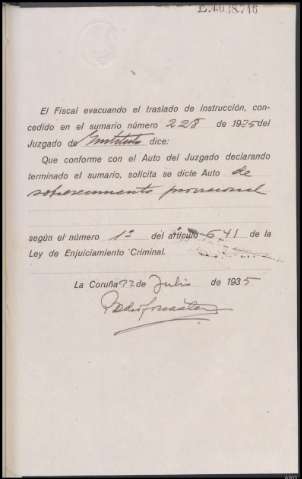 El Fiscal evacuando el traslado de instrucción, con-
cedido en el sumario número 228 de 1935 del
Juzgado de Instituto dice:
Que conforme con el Auto del Juzgado declarando
terminado el sumario, solicita se dicte Auto de
sobreseimiento provisional
según el número 1º del artículo 641 de la
Ley de Enjuiciamiento Criminal.
La Coruña de Julio de 1935